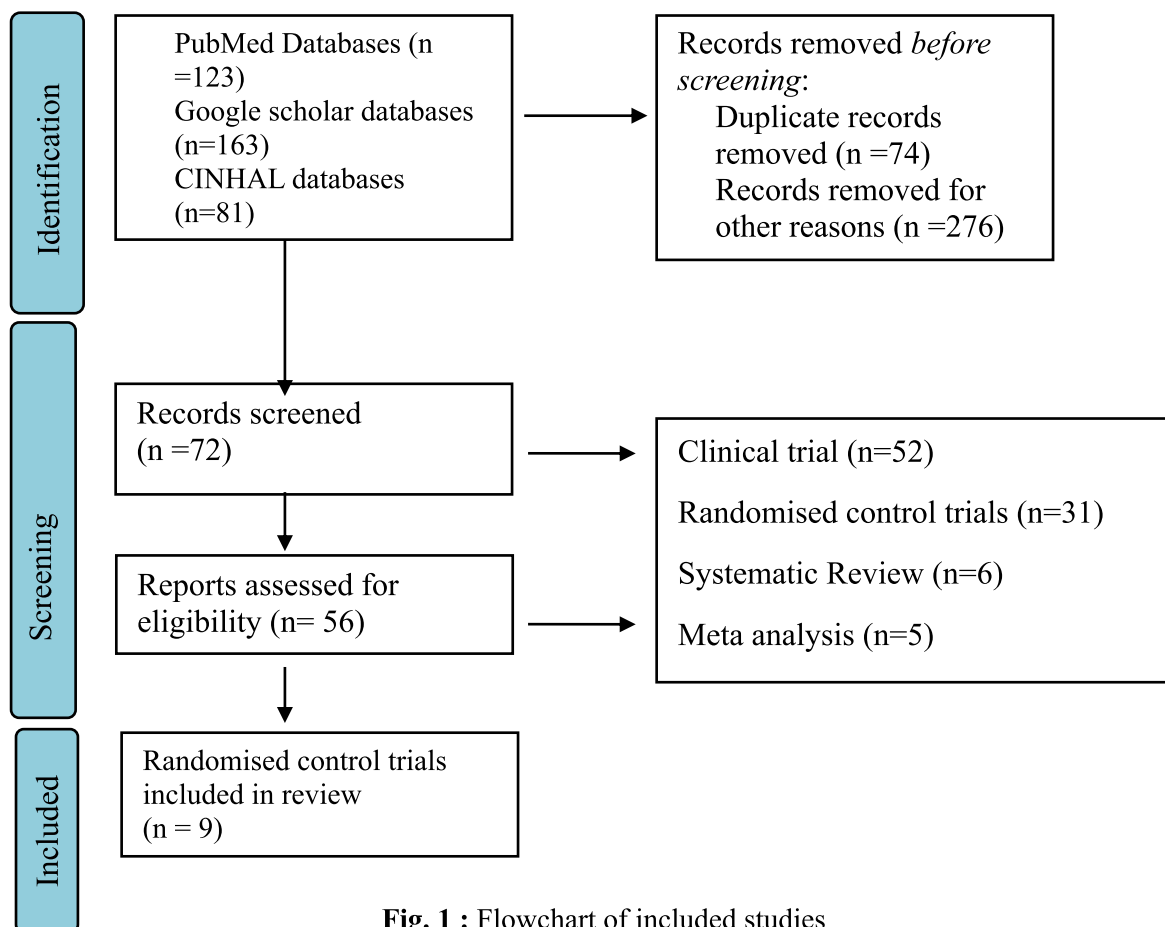 Identification
PubMed Databases (n
=123)
Google scholar databases
(n=163)
CINHAL databases
(n=81)
Records removed before
screening:
Duplicate records
removed (n =74)
Records removed for
other reasons (n =276)
Screening
Records screened
(n =72)
Clinical trial (n=52)
Randomised control trials (n=31)
Systematic Review (n=6)
Meta analysis (n=5)
Reports assessed for
eligibility (n= 56)
Included
Randomised control trials
included in review
(n = 9)
Fig. 1 : Flowchart of included studies